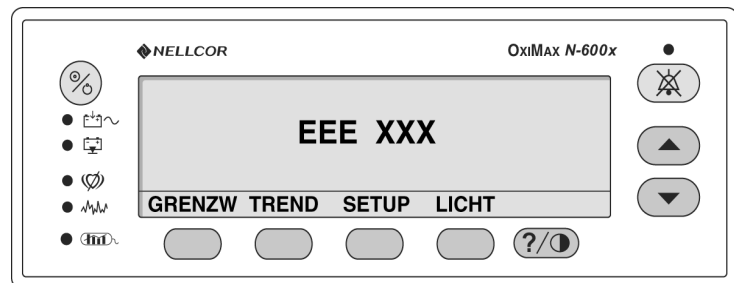 NELLCOR OXIMAX N-600x
EEE XXX
GRENZW TREND SETUP LICHT
?/